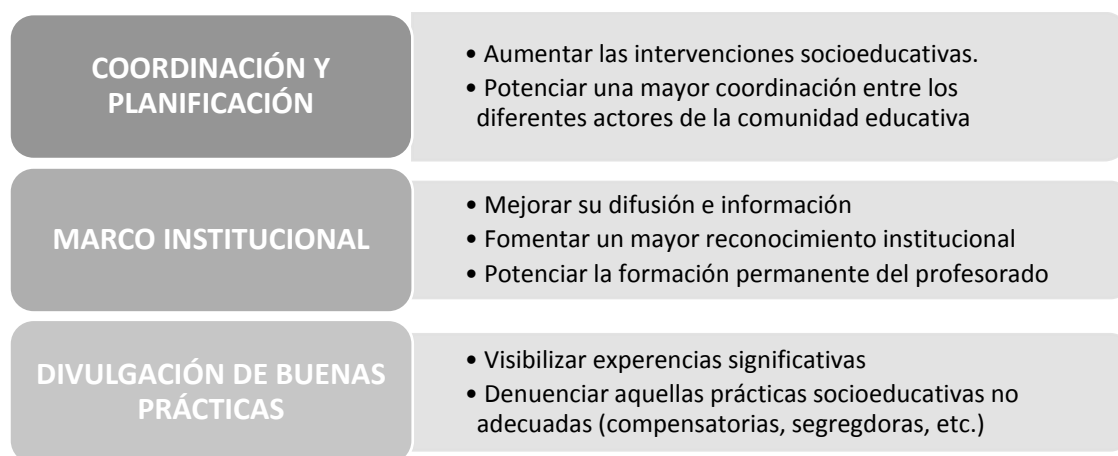 COORDINACIÓN Y
PLANIFICACIÓN
• Aumentar las intervenciones socioeducativas.
• Potenciar una mayor coordinación entre los
diferentes actores de la comunidad educativa
MARCO INSTITUCIONAL
• Mejorar su difusión e información
• Fomentar un mayor reconocimiento institucional
• Potenciar la formación permanente del profesorado
DIVULGACIÓN DE BUENAS
PRÁCTICAS
• Visibilizar experencias significativas
• Denuenciar aquellas prácticas socioeducativas no
adecuadas (compensatorias, segregdoras, etc.)